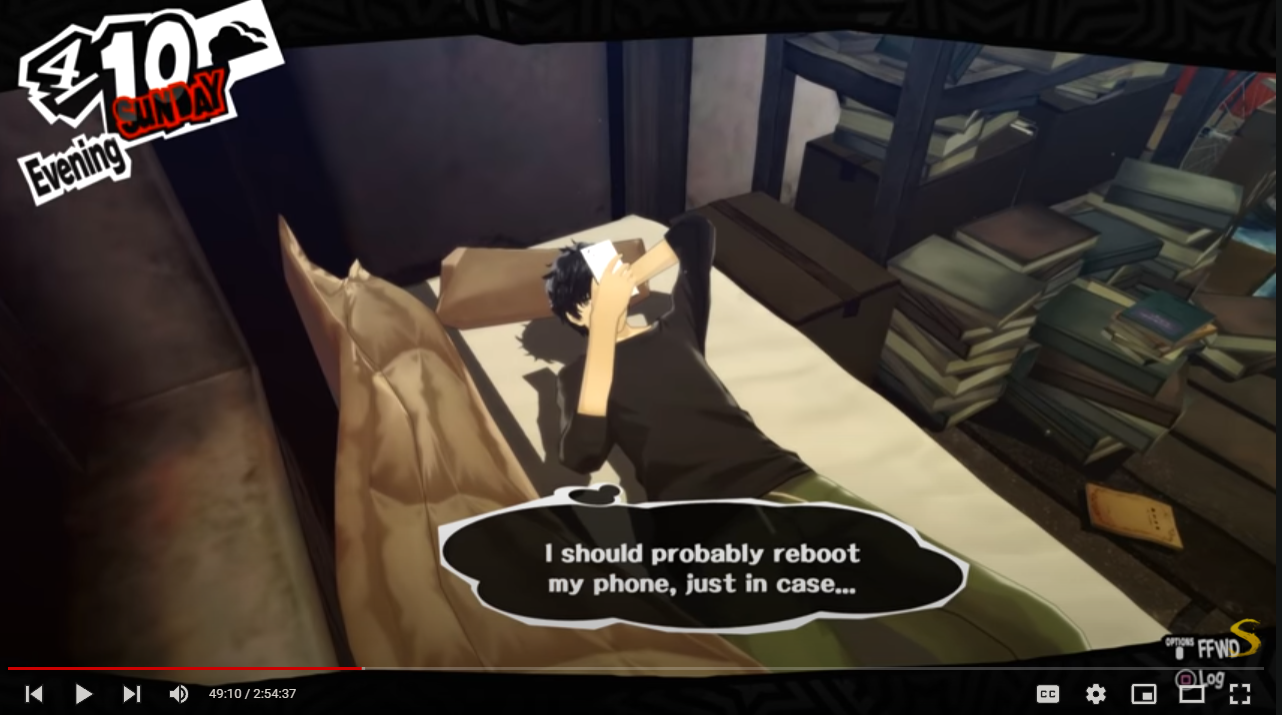 4 10
SUNDAY
Evening
I should probably reboot
my phone, just in case...
OPTIONS
FFWD
Log
49:10 / 2:54:37
CC